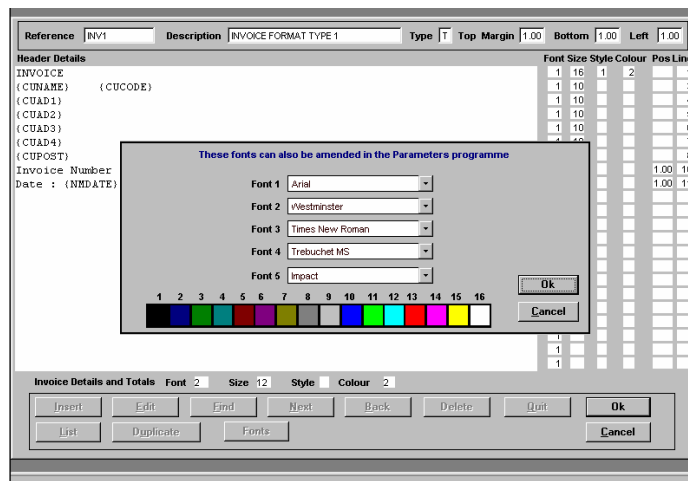 Reference INV1 Description INVOICE FORMAT TYPE 1 Type T Top Margin 1.00 Bottom 1.00 Left 1.00
Header Details Font Size Style Colour Pos Line
INVOICE 1 16 1 2
{CUNAME} {CUCODE} 1 10
{CUAD1} 1 10
{CUAD2} 1 10
{CUAD3} 1 10
{CUAD4} 1 10
{CUPOST}
Invoice Number 1.00 10
Date : {NMDATE} 1.00 11
These fonts can also be amended in the Parameters programme
Font 1 Arial
Font 2 Westminster
Font 3 Times New Roman
Font 4 Trebuchet MS
Font 5 Impact
Ok
Cancel
1 2 3 4 5 6 7 8 9 10 11 12 13 14 15 16
1
1
1
Invoice Details and Totals Font 2 Size 12 Style Colour 2
Insert Edit Find Next Back Delete Quit Ok
List Duplicate Fonts Cancel